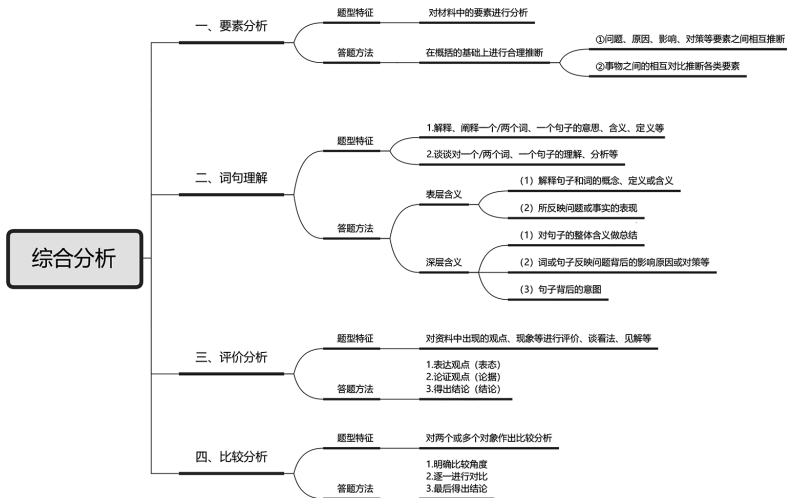 综合分析
一、要素分析
题型特征
对材料中的要素进行分析
答题方法
在概括的基础上进行合理推断
①问题、原因、影响、对策等要素之间相互推断
②事物之间的相互对比推断各类要素
二、词句理解
题型特征
1.解释、阐释一个/两个词、一个句子的意思、含义、定义等
2.谈谈对一个/两个词、一个句子的理解、分析等
答题方法
表层含义
（1）解释句子和词的概念、定义或含义
（2）所反映问题或事实的表现
深层含义
（1）对句子的整体含义做总结
（2）词或句子反映问题背后的影响原因或对策等
（3）句子背后的意图
三、评价分析
题型特征
对资料中出现的观点、现象等进行评价、谈看法、见解等
答题方法
1.表达观点（表态）
2.论证观点（论据）
3.得出结论（结论）
四、比较分析
题型特征
对两个或多个对象作出比较分析
答题方法
1.明确比较角度
2.逐一进行对比
3.最后得出结论